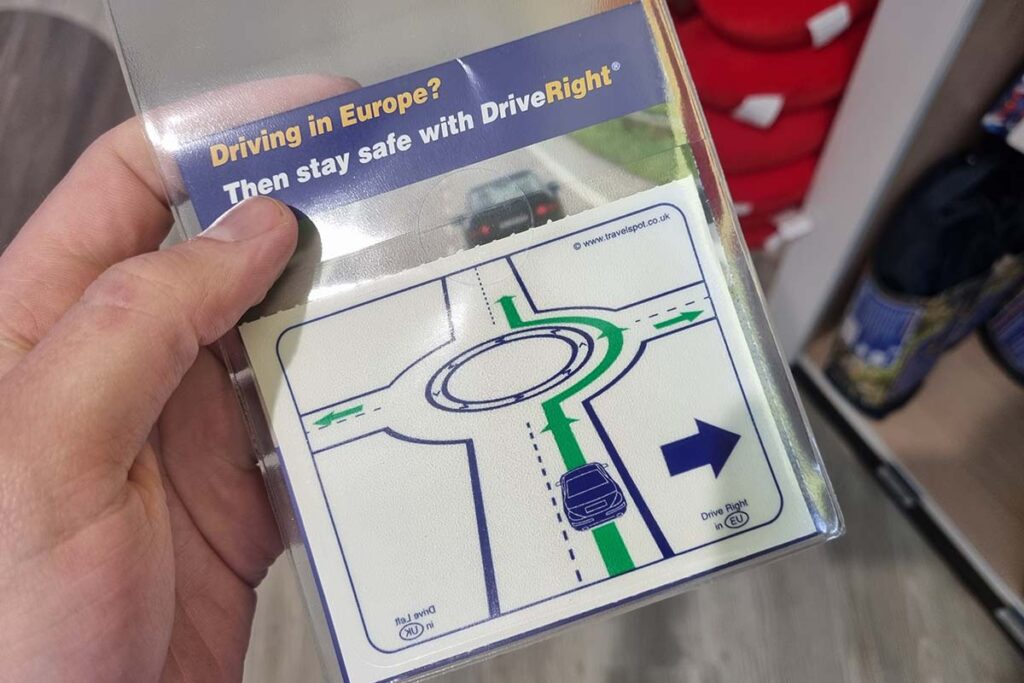 Driving in Europe?
Then stay safe with DriveRight®
© www.travelspot.co.uk
Drive Right
in EU
Drive Left
in UK